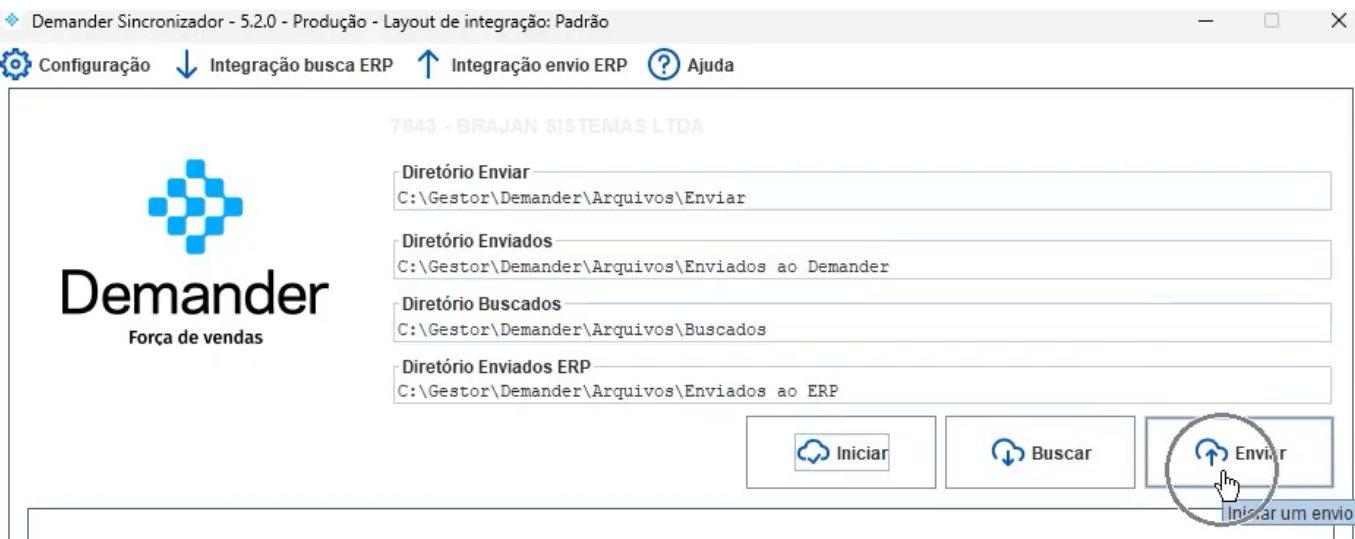 Demander Sincronizador - 5.2.0 - Produção - Layout de integração: Padrão
Configuração Integração busca ERP Integração envio ERP Ajuda
7843 - BRAJAN SISTEMAS LTDA
Demander
Força de vendas
Diretório Enviar
C:\Gestor\Demander\Arquivos\Enviar
Diretório Enviados
C:\Gestor\Demander\Arquivos\Enviados ao Demander
Diretório Buscados
C:\Gestor\Demander\Arquivos\Buscados
Diretório Enviados ERP
C:\Gestor\Demander\Arquivos\Enviados ao ERP
Iniciar Buscar Enviar
Iniciar um envio